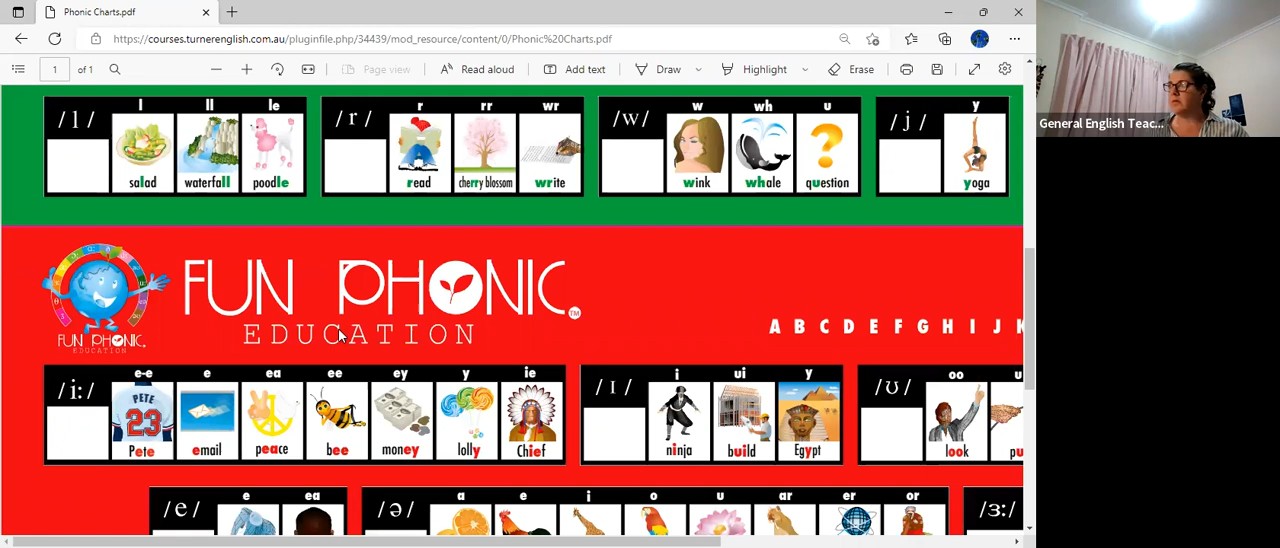 Phonic Charts.pdf
https://courses.turnerenglish.com.au/pluginfile.php/34439/mod_resource/content/0/Phonic%20Charts.pdf
1 of 1 Page view Read aloud Add text Draw Highlight Erase
General English Teac...
/l/ l ll le
salad waterfall poodle
/r/ r rr wr
read cherry blossom write
/w/ w wh u
wink whale question
/j/ y
yoga
FUN PHONIC TM
EDUCATION
FUN PHONIC
EDUCATION
A B C D E F G H I J K
/i:/ e-e e ea ee ey y ie
Pete email peace bee money lolly Chief
PETE
23
/ɪ/ i ui y
ninja build Egypt
/ʊ/ oo u
look pu
/e/ e ea
/ə/ a e i o u ar er or
/ɜ:/